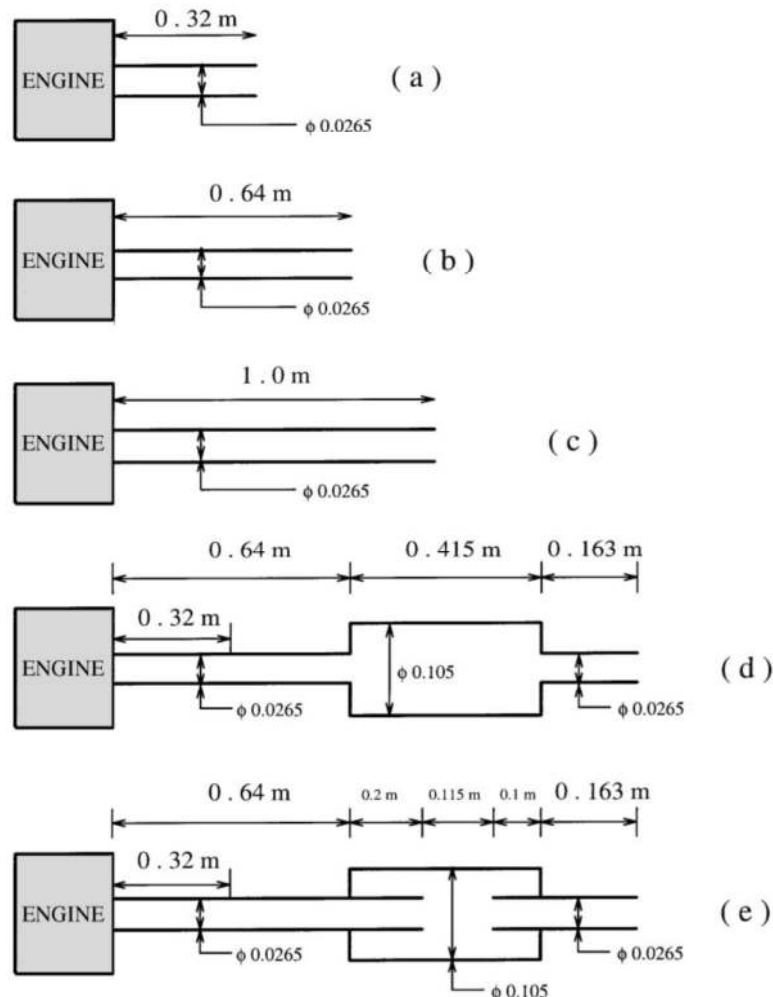 0.32 m
ENGINE
( a )
ϕ 0.0265
0.64 m
ENGINE
( b )
ϕ 0.0265
1.0 m
ENGINE
( c )
ϕ 0.0265
0.64 m 0.415 m 0.163 m
0.32 m
ENGINE
ϕ 0.105
( d )
ϕ 0.0265 ϕ 0.0265
0.64 m 0.2 m 0.115 m 0.1 m 0.163 m
0.32 m
ENGINE
( e )
ϕ 0.0265 ϕ 0.0265
ϕ 0.105